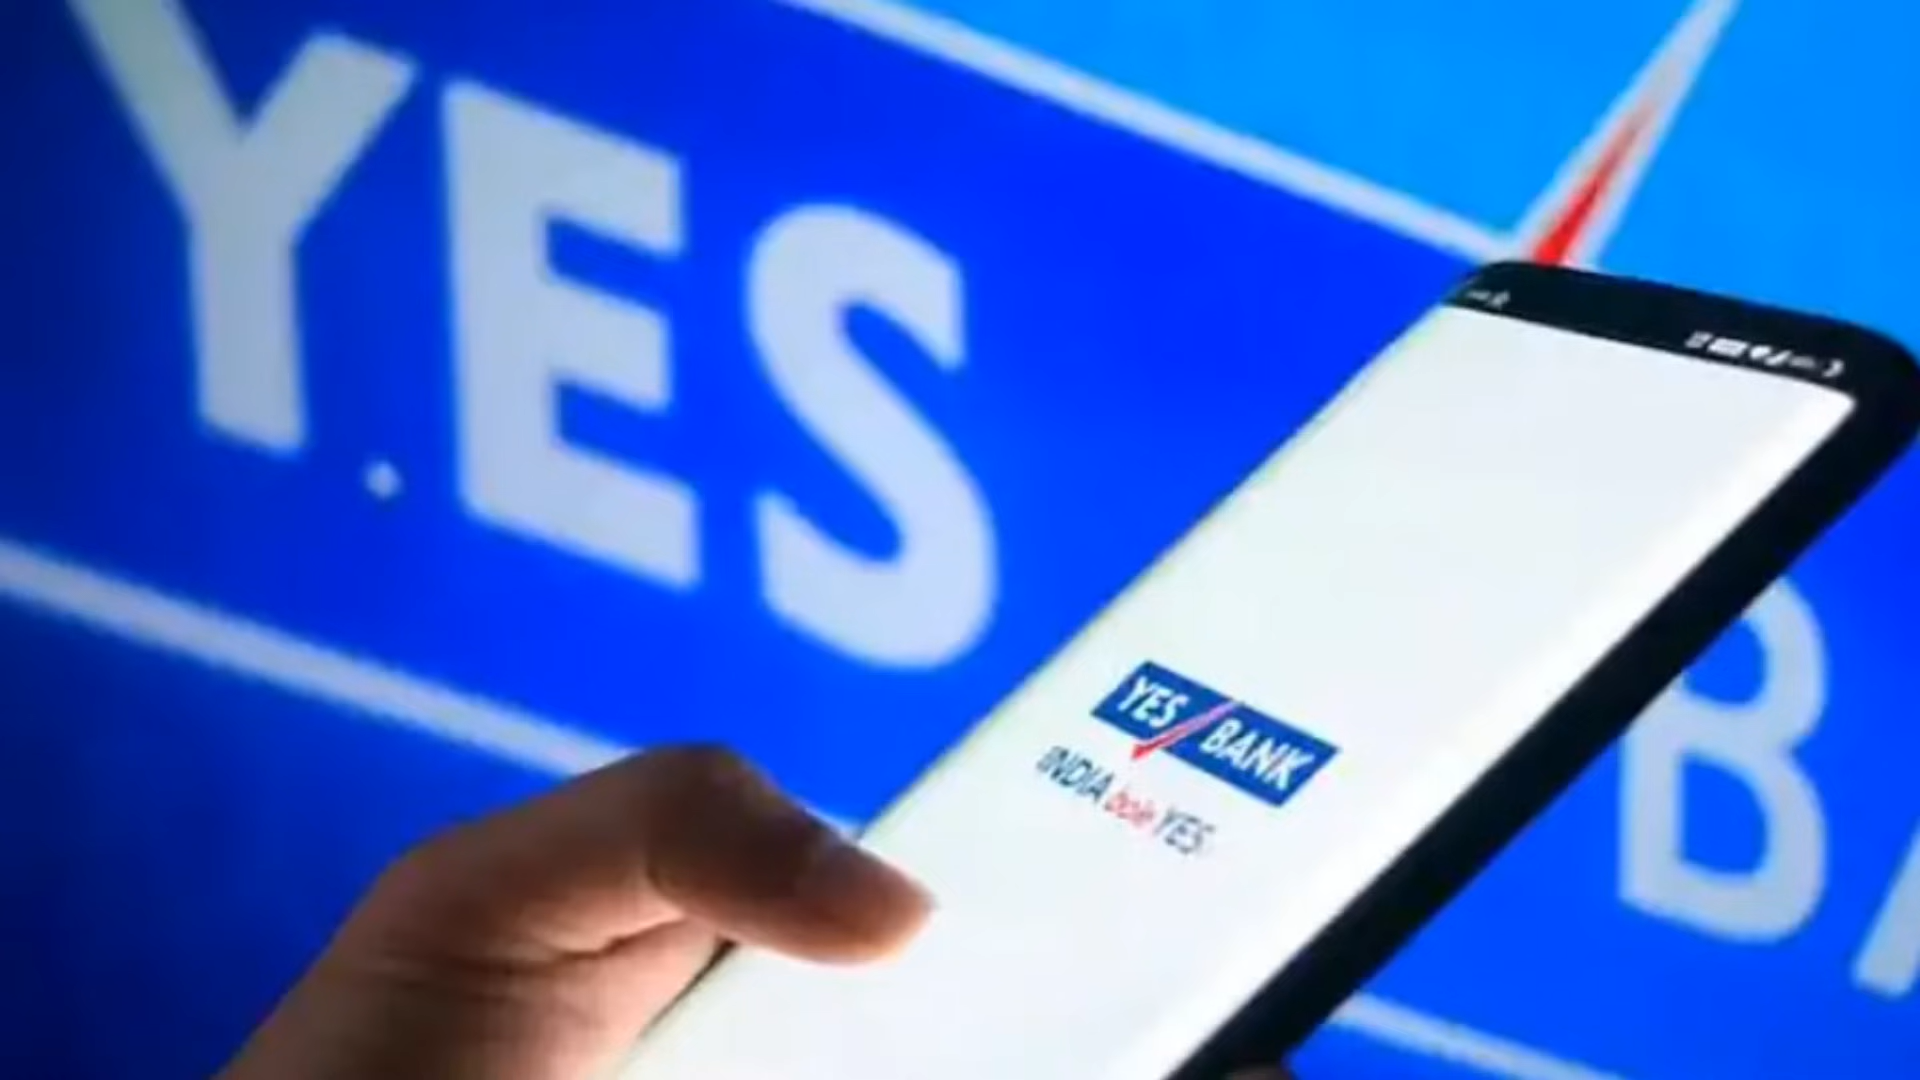 YES
B
YES BANK
INDIA bole YES